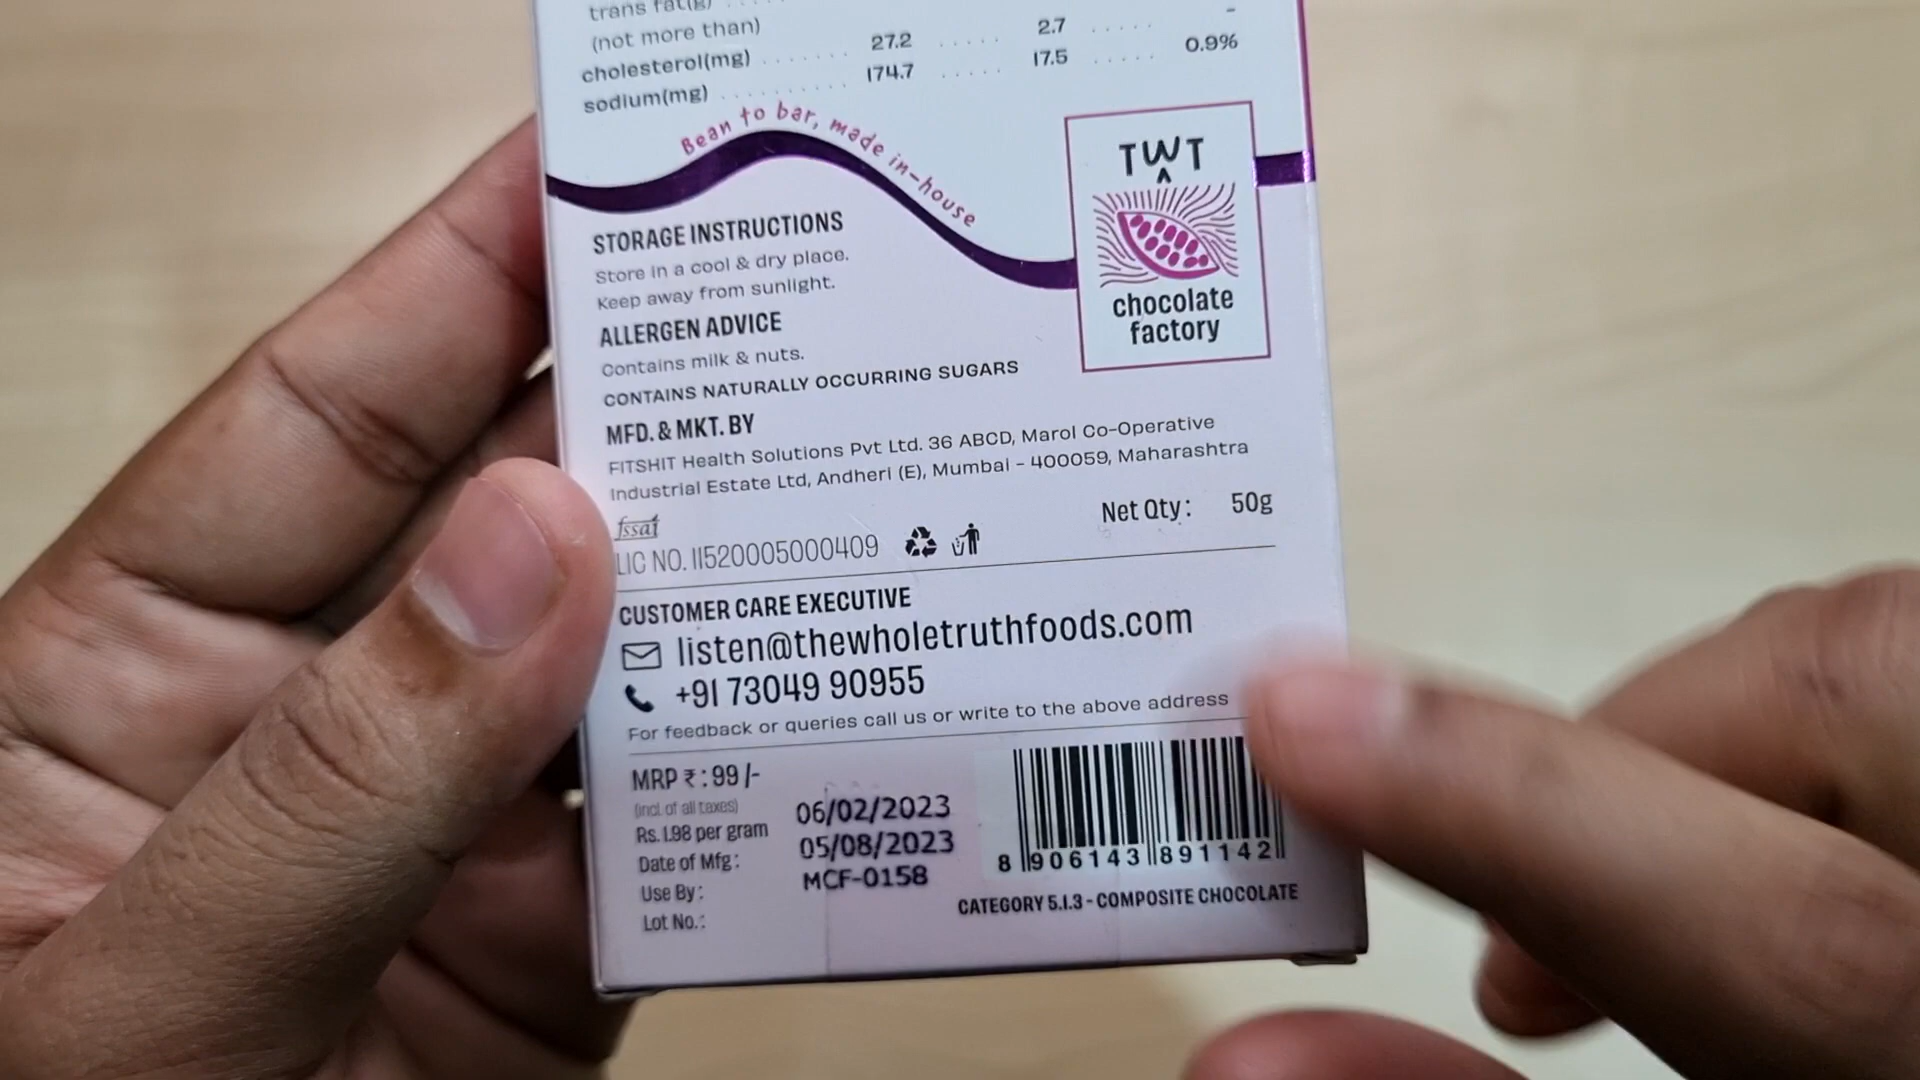 trans fat(g)
(not more than)
cholesterol(mg) 27.2 2.7 -
sodium(mg) 174.7 17.5 0.9%
Bean to bar, made in-house
TWT
chocolate
factory
STORAGE INSTRUCTIONS
Store in a cool & dry place.
Keep away from sunlight.
ALLERGEN ADVICE
Contains milk & nuts.
CONTAINS NATURALLY OCCURRING SUGARS
MFD. & MKT. BY
FITSHIT Health Solutions Pvt Ltd. 36 ABCD, Marol Co-Operative
Industrial Estate Ltd, Andheri (E), Mumbai - 400059, Maharashtra
fssai
LIC NO. 11520005000409
Net Qty: 50g
CUSTOMER CARE EXECUTIVE
listen@thewholetruthfoods.com
+91 73049 90955
For feedback or queries call us or write to the above address
MRP ₹ : 99 /-
(incl. of all taxes)
Rs. 1.98 per gram
Date of Mfg:
Use By:
Lot No.:
06/02/2023
05/08/2023
MCF-0158
8 906143 891142
CATEGORY 5.1.3 - COMPOSITE CHOCOLATE